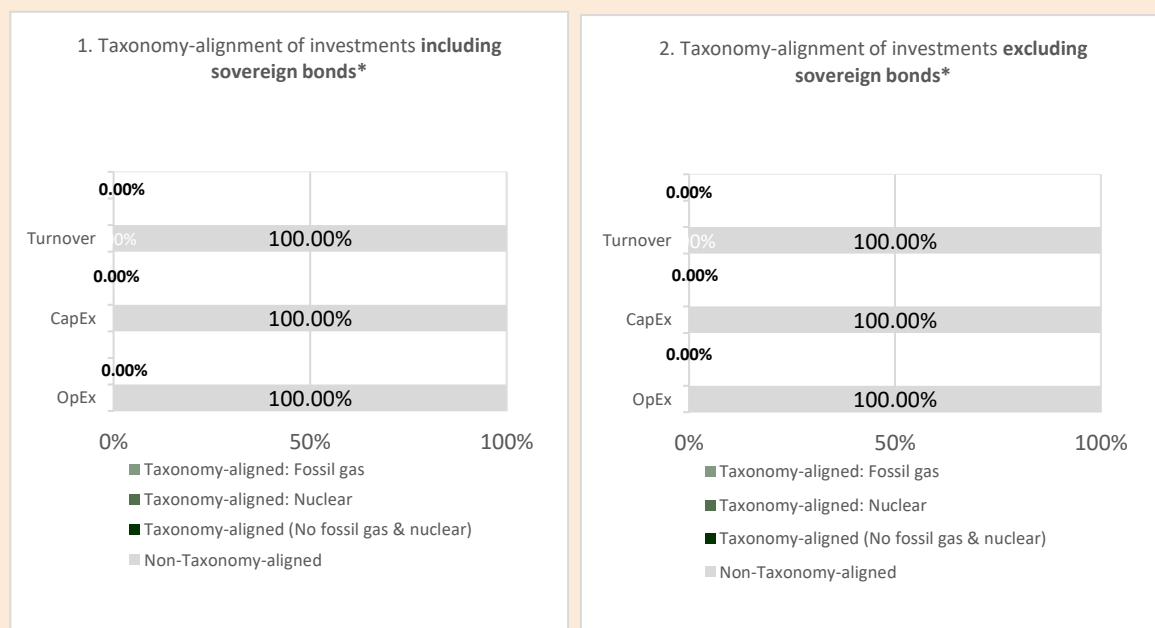 1. Taxonomy-alignment of investments including
sovereign bonds*
0.00%
Turnover 100.00%
0.00%
CapEx 100.00%
0.00%
OpEx 100.00%
0% 50% 100%
Taxonomy-aligned: Fossil gas
Taxonomy-aligned: Nuclear
Taxonomy-aligned (No fossil gas & nuclear)
Non-Taxonomy-aligned
2. Taxonomy-alignment of investments excluding
sovereign bonds*
0.00%
Turnover 100.00%
0.00%
CapEx 100.00%
0.00%
OpEx 100.00%
0% 50% 100%
Taxonomy-aligned: Fossil gas
Taxonomy-aligned: Nuclear
Taxonomy-aligned (No fossil gas & nuclear)
Non-Taxonomy-aligned